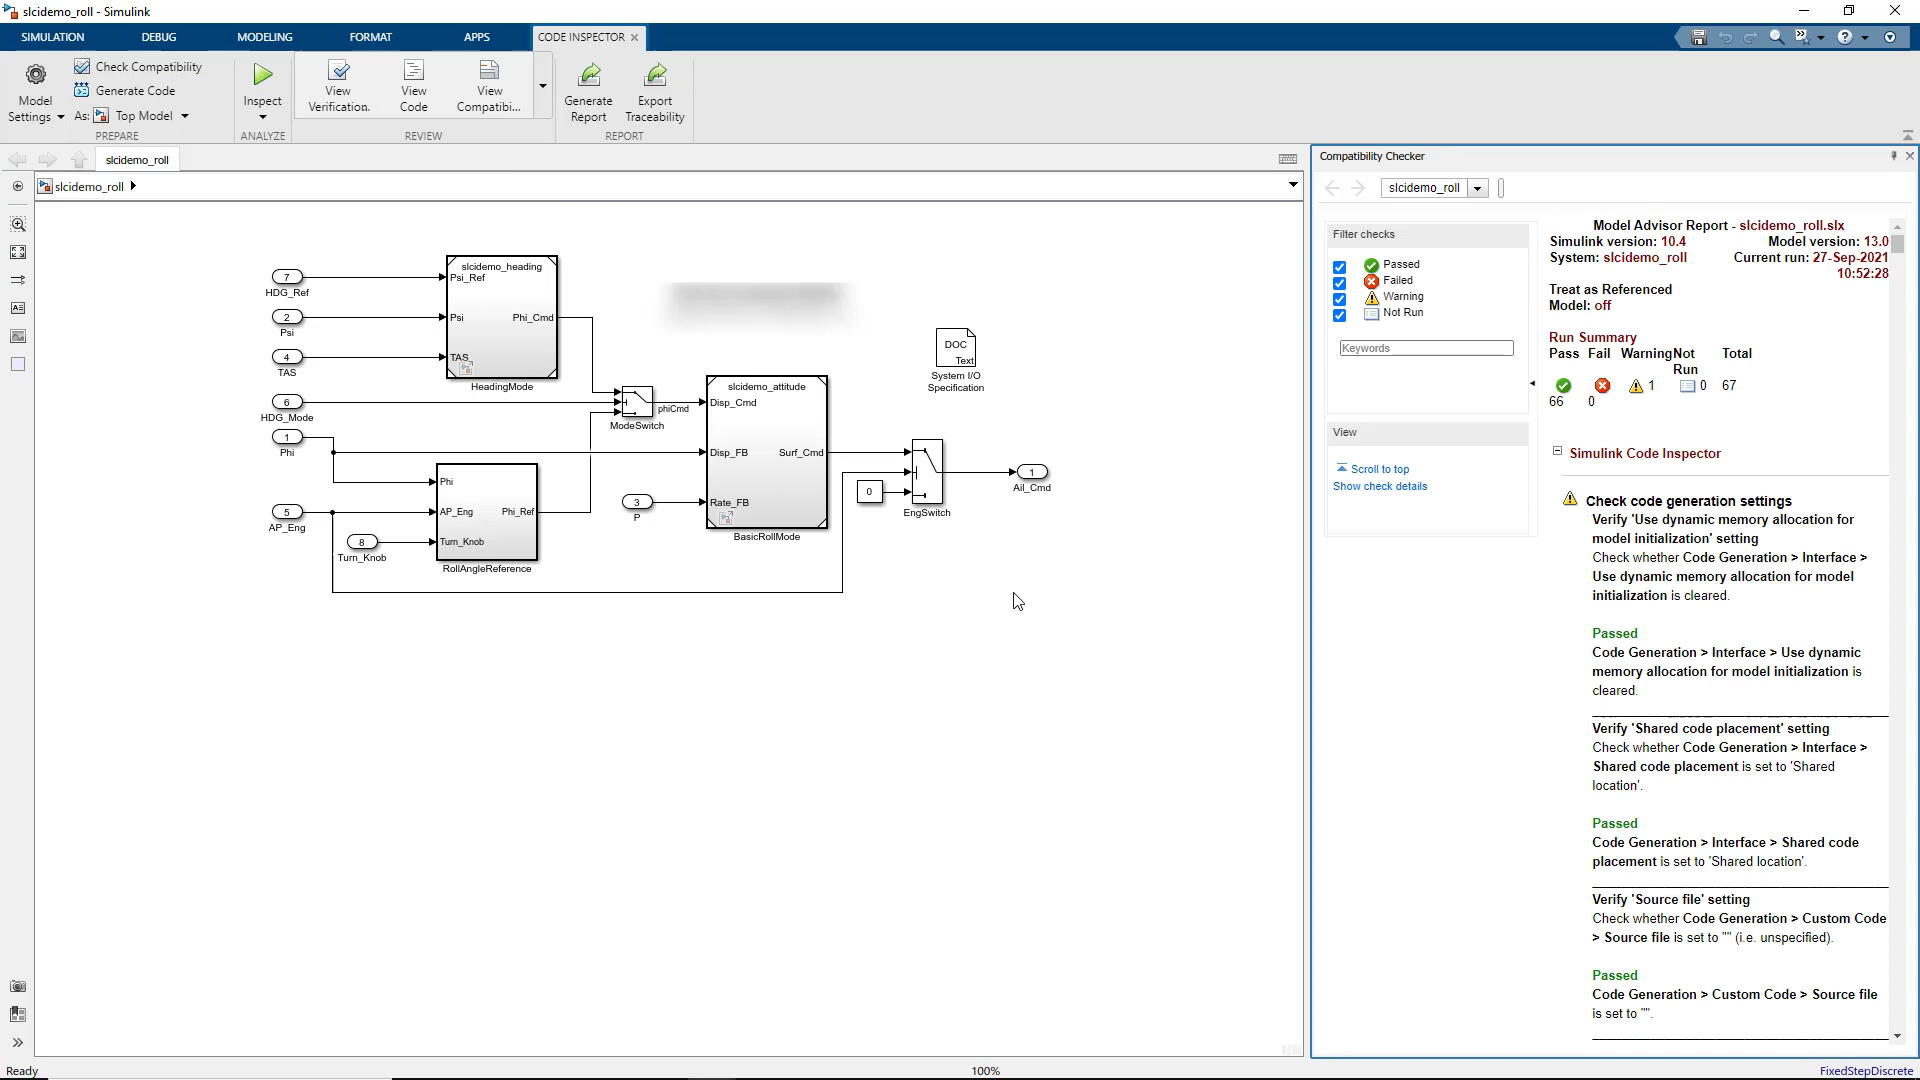 slcidemo_roll - Simulink
SIMULATION DEBUG MODELING FORMAT APPS CODE INSPECTOR
Model Settings
Check Compatibility
Generate Code
As: Top Model
PREPARE
Inspect
ANALYZE
View Verification.
View Code
View Compatibi...
REVIEW
Generate Report
Export Traceability
REPORT
slcidemo_roll
slcidemo_roll
7
HDG_Ref
2
Psi
4
TAS
6
HDG_Mode
1
Phi
5
AP_Eng
8
Turn_Knob
slcidemo_heading
Psi_Ref
Psi
Phi_Cmd
TAS
HeadingMode
Phi
AP_Eng
Phi_Ref
Turn_Knob
RollAngleReference
phiCmd
ModeSwitch
3
P
slcidemo_attitude
Disp_Cmd
Disp_FB
Surf_Cmd
Rate_FB
BasicRollMode
0
EngSwitch
1
Ail_Cmd
DOC
Text
System I/O
Specification
Compatibility Checker
slcidemo_roll
Filter checks
Passed
Failed
Warning
Not Run
Keywords
View
Scroll to top
Show check details
Model Advisor Report - slcidemo_roll.slx
Simulink version: 10.4 Model version: 13.0
System: slcidemo_roll Current run: 27-Sep-2021
10:52:28
Treat as Referenced
Model: off
Run Summary
Pass Fail Warning Not Run Total
66 0 1 0 67
Simulink Code Inspector
Check code generation settings
Verify 'Use dynamic memory allocation for
model initialization' setting
Check whether Code Generation > Interface >
Use dynamic memory allocation for model
initialization is cleared.
Passed
Code Generation > Interface > Use dynamic
memory allocation for model initialization is
cleared.
Verify 'Shared code placement' setting
Check whether Code Generation > Interface >
Shared code placement is set to 'Shared
location'.
Passed
Code Generation > Interface > Shared code
placement is set to 'Shared location'.
Verify 'Source file' setting
Check whether Code Generation > Custom Code
> Source file is set to "" (i.e. unspecified).
Passed
Code Generation > Custom Code > Source file
is set to "".
Ready
100%
FixedStepDiscrete